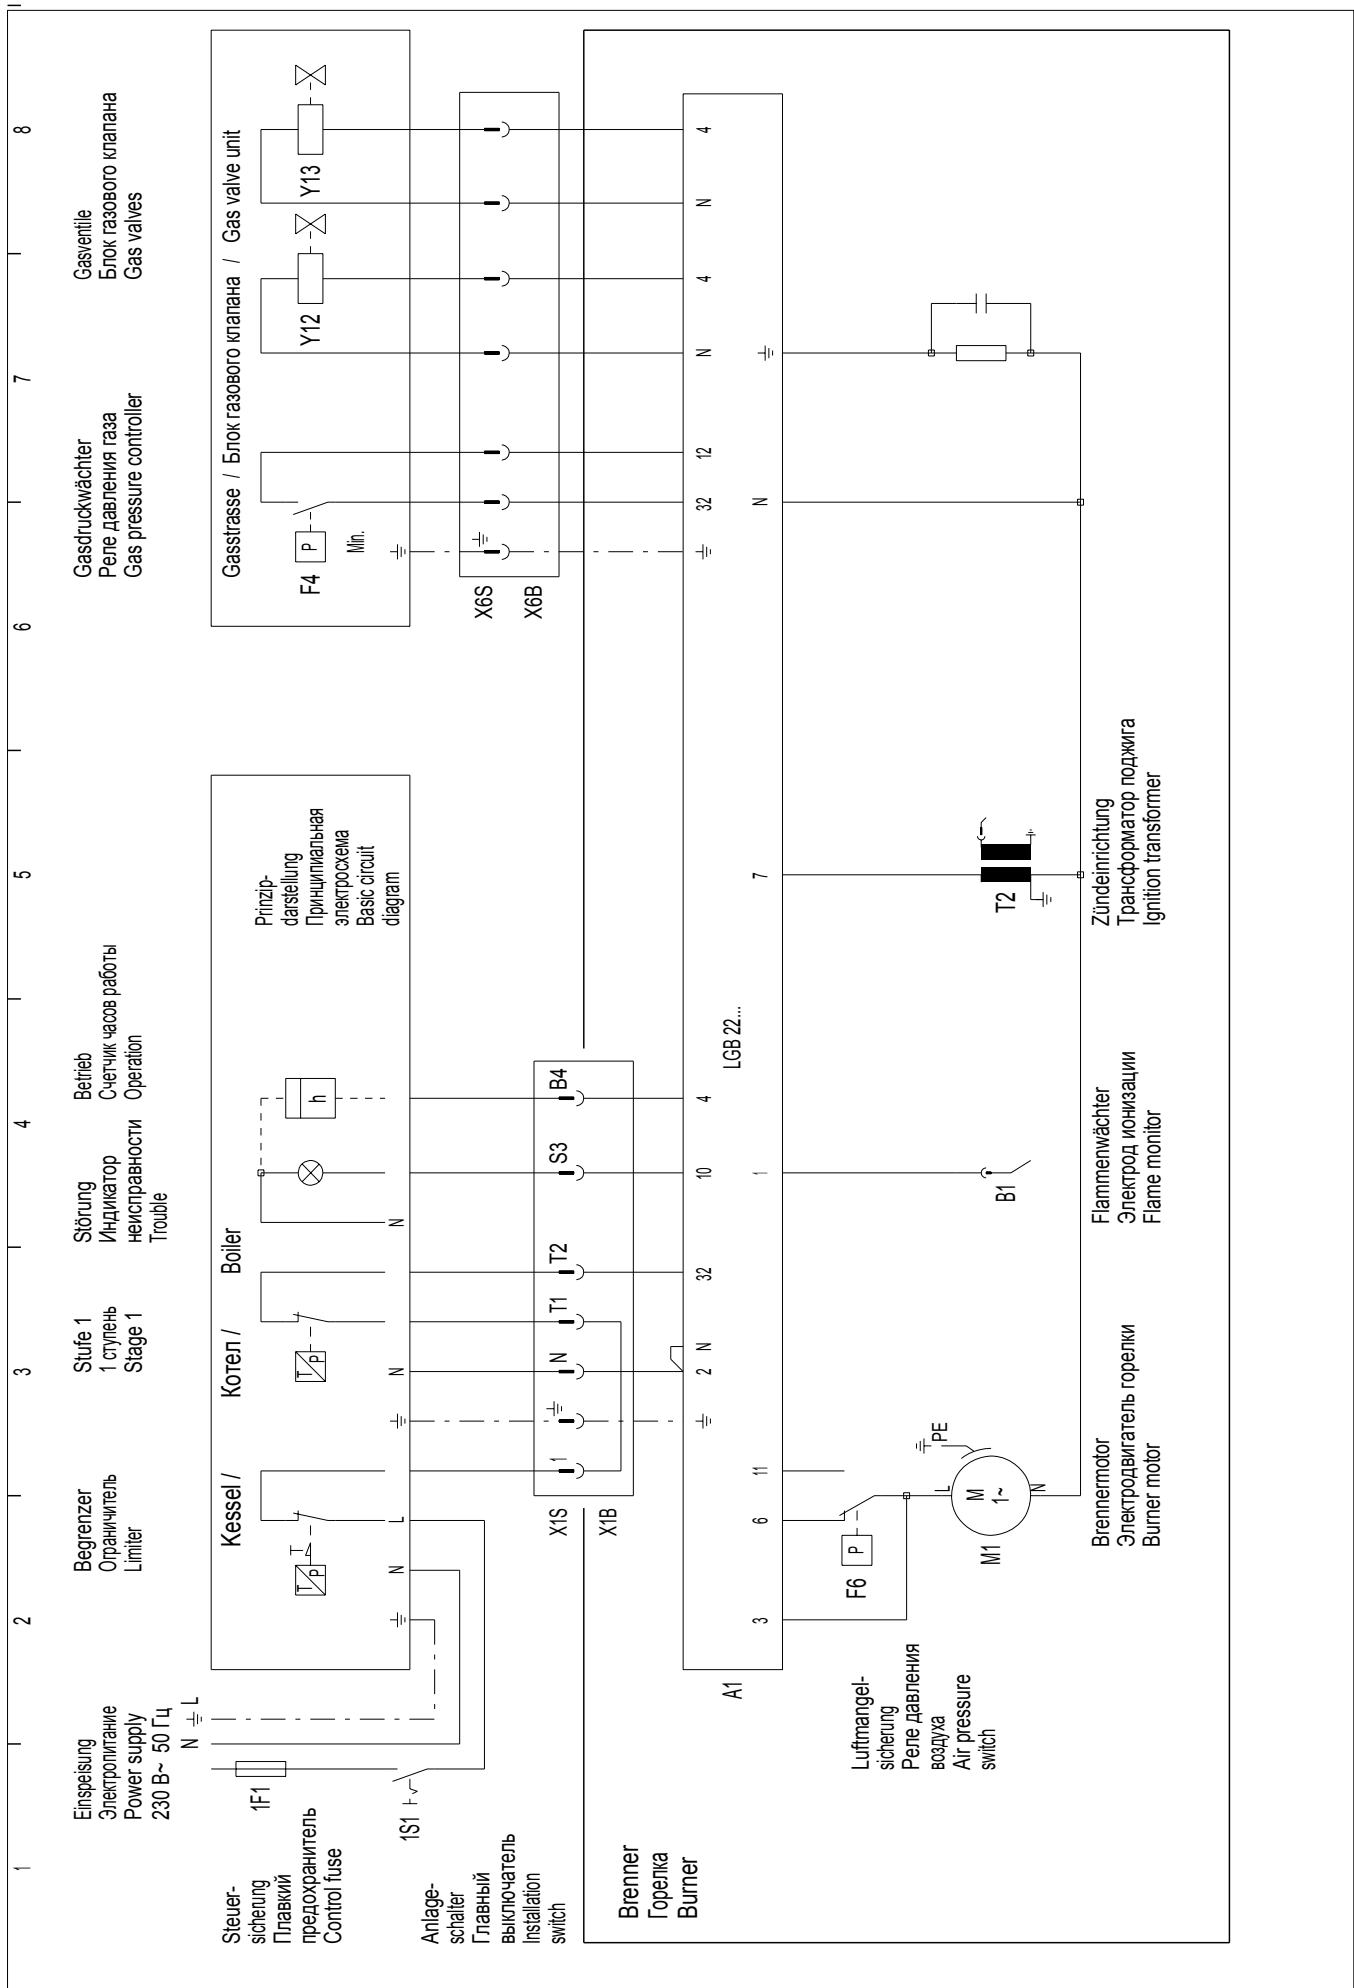 1
2
3
4
5
6
7
8
Einspeisung
Электропитание
Power supply
230 В~ 50 Гц
Begrenzer
Ограничитель
Limiter
Stufe 1
1 ступень
Stage 1
Störung
Индикатор
неисправности
Trouble
Betrieb
Счетчик часов работы
Operation
Gasdruckwächter
Реле давления газа
Gas pressure controller
Gasventile
Блок газового клапана
Gas valves
N
L
1F1
Steuer-
sicherung
Плавкий
предохранитель
Control fuse
1S1
Anlage-
schalter
Главный
выключатель
Installation
switch
Kessel / Котел / Boiler
T/P
T
T/P
h
Prinzip-
darstellung
Принципиальная
электросхема
Basic circuit
diagram
N
L
N
N
Gasstrasse / Блок газового клапана / Gas valve unit
P
F4
Min.
Y12
Y13
X6S
X6B
X1S
X1B
1
N
T1
T2
S3
B4
Brenner
Горелка
Burner
A1
LGB 22...
2
N
32
10
4
32
12
N
4
N
4
3
6
11
1
7
N
P
F6
Luftmangel-
sicherung
Реле давления
воздуха
Air pressure
switch
PE
L
M
1~
N
M1
Brennermotor
Электродвигатель горелки
Burner motor
B1
Flammenwächter
Электрод ионизации
Flame monitor
T2
Zündeinrichtung
Трансформатор поджига
Ignition transformer